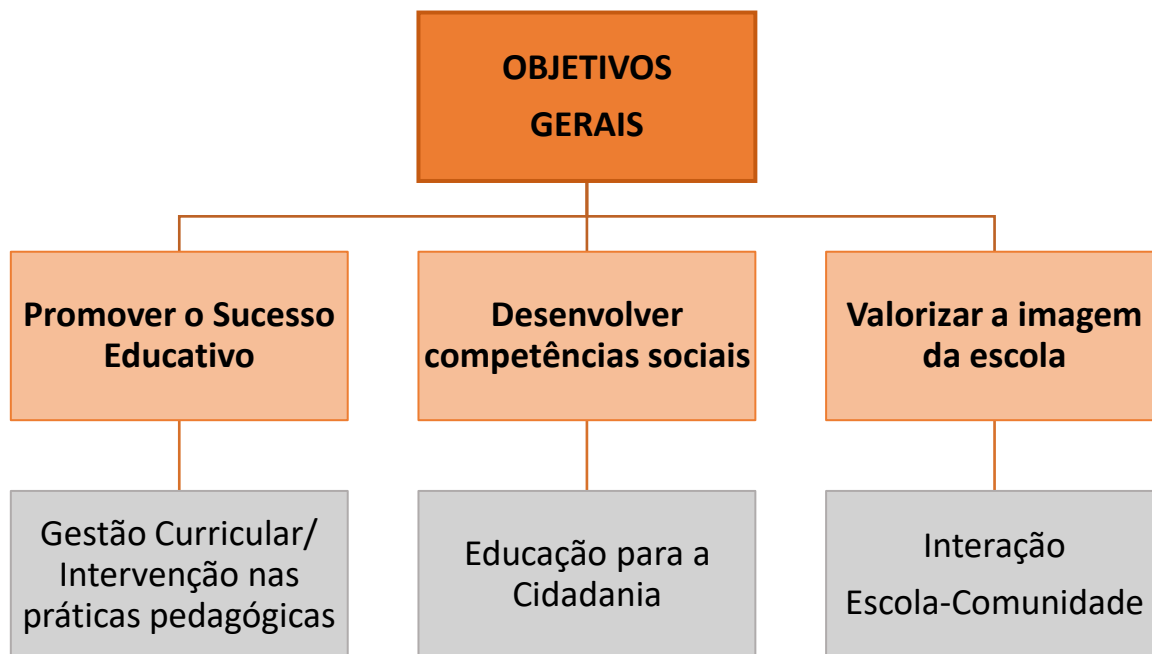 OBJETIVOS
GERAIS
Promover o Sucesso
Educativo
Desenvolver
competências sociais
Valorizar a imagem
da escola
Gestão Curricular/
Intervenção nas
práticas pedagógicas
Educação para a
Cidadania
Interação
Escola-Comunidade